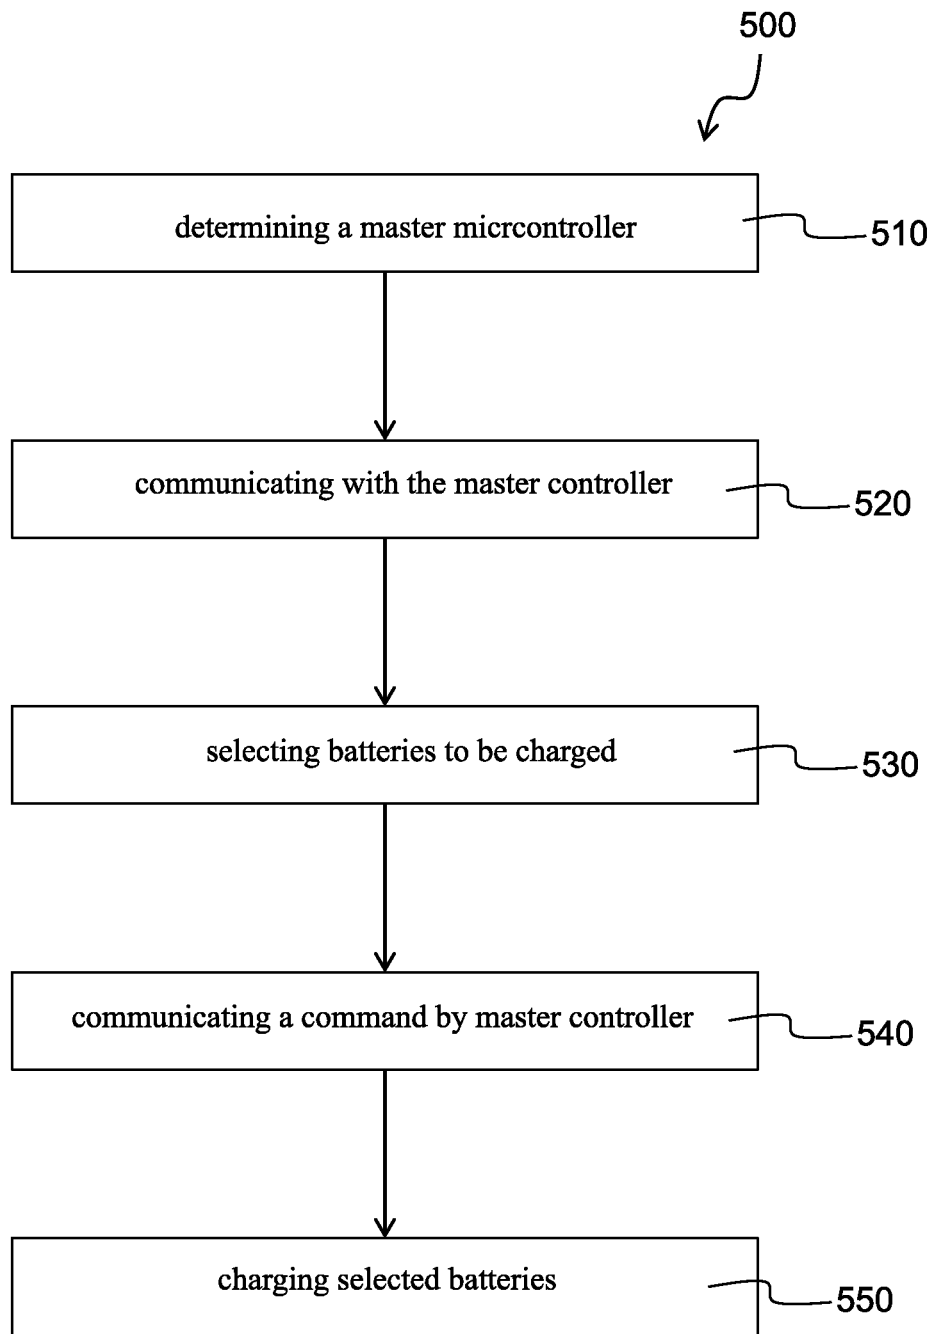 500
determining a master micrcontroller
510
communicating with the master controller
520
selecting batteries to be charged
530
communicating a command by master controller
540
charging selected batteries
550